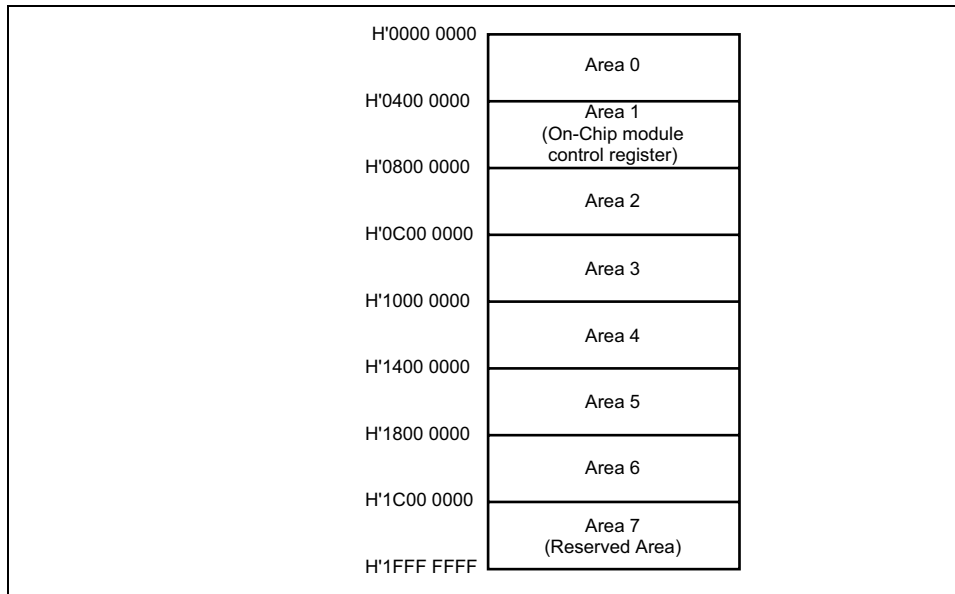 H'0000 0000
Area 0
H'0400 0000
Area 1
(On-Chip module
control register)
H'0800 0000
Area 2
H'0C00 0000
Area 3
H'1000 0000
Area 4
H'1400 0000
Area 5
H'1800 0000
Area 6
H'1C00 0000
Area 7
(Reserved Area)
H'1FFF FFFF